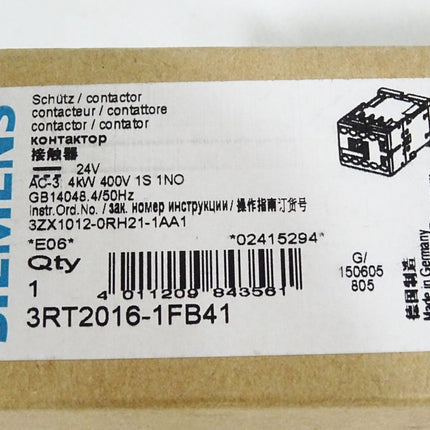 SIEMENS
Schütz / contactor
contacteur / contattore
contactor / contator
контактор
接触器
24V
AC-3 4kW 400V 1S 1NO
GB14048.4/50Hz
Instr.Ord.No. / зак. номер инструкции / 操作指南订货号
3ZX1012-0RH21-1AA1
*E06* *02415294*
Qty
1
4 011209 843561
3RT2016-1FB41
G/
150605
805
德国制造
Made in Germany